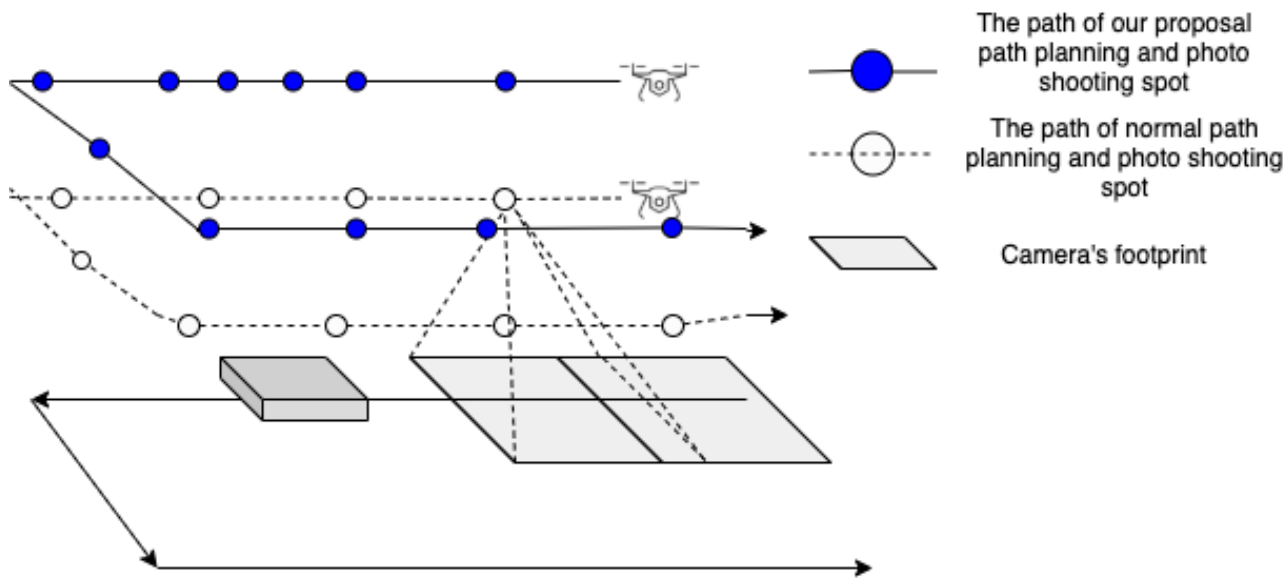 The path of our proposal
path planning and photo
shooting spot
The path of normal path
planning and photo shooting
spot
Camera's footprint